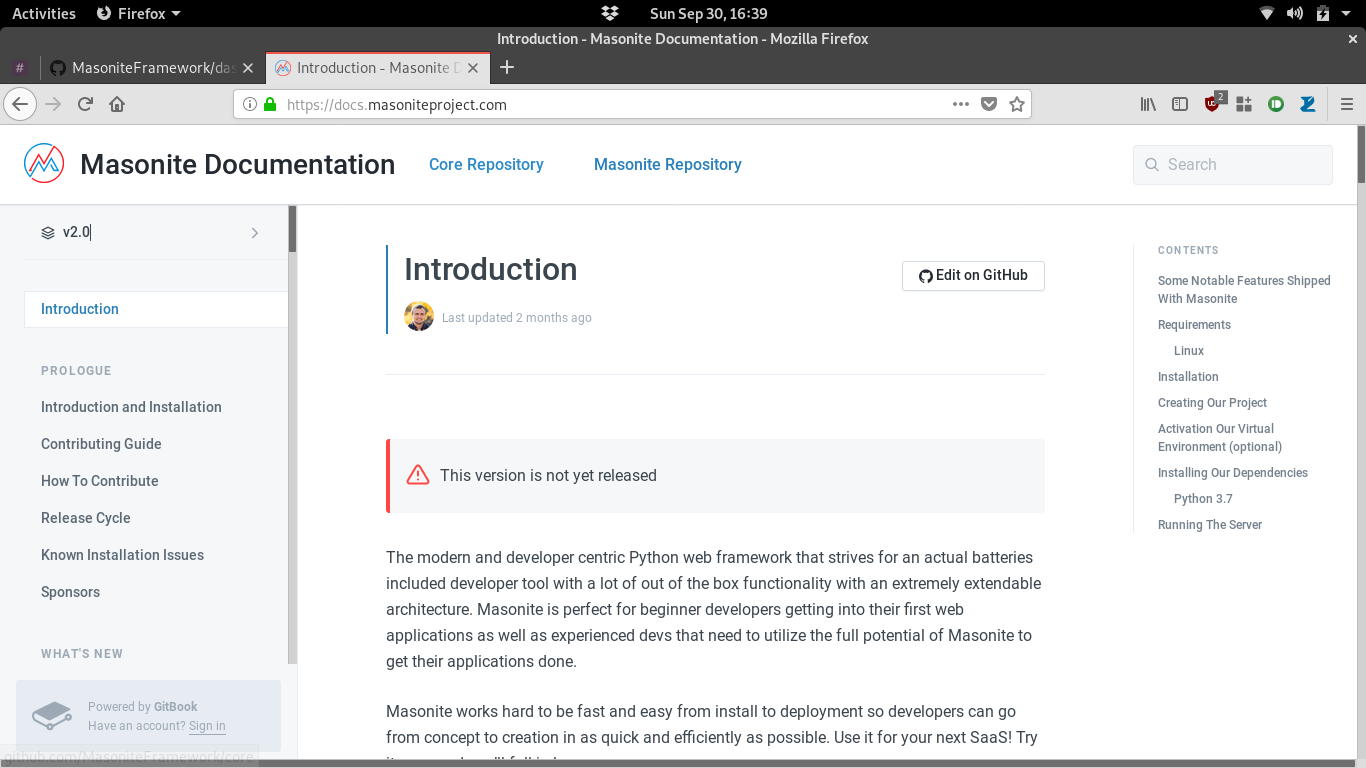 Activities Firefox Sun Sep 30, 16:39
Introduction - Masonite Documentation - Mozilla Firefox
# MasoniteFramework/das Introduction - Masonite D
https://docs.masoniteproject.com 2
Masonite Documentation Core Repository Masonite Repository Search
v2.0
Introduction
PROLOGUE
Introduction and Installation
Contributing Guide
How To Contribute
Release Cycle
Known Installation Issues
Sponsors
WHAT'S NEW
Powered by GitBook
Have an account? Sign in
github.com/MasoniteFramework/core
Introduction
Edit on GitHub
Last updated 2 months ago
This version is not yet released
The modern and developer centric Python web framework that strives for an actual batteries
included developer tool with a lot of out of the box functionality with an extremely extendable
architecture. Masonite is perfect for beginner developers getting into their first web
applications as well as experienced devs that need to utilize the full potential of Masonite to
get their applications done.
Masonite works hard to be fast and easy from install to deployment so developers can go
from concept to creation in as quick and efficiently as possible. Use it for your next SaaS! Try
CONTENTS
Some Notable Features Shipped
With Masonite
Requirements
Linux
Installation
Creating Our Project
Activation Our Virtual
Environment (optional)
Installing Our Dependencies
Python 3.7
Running The Server